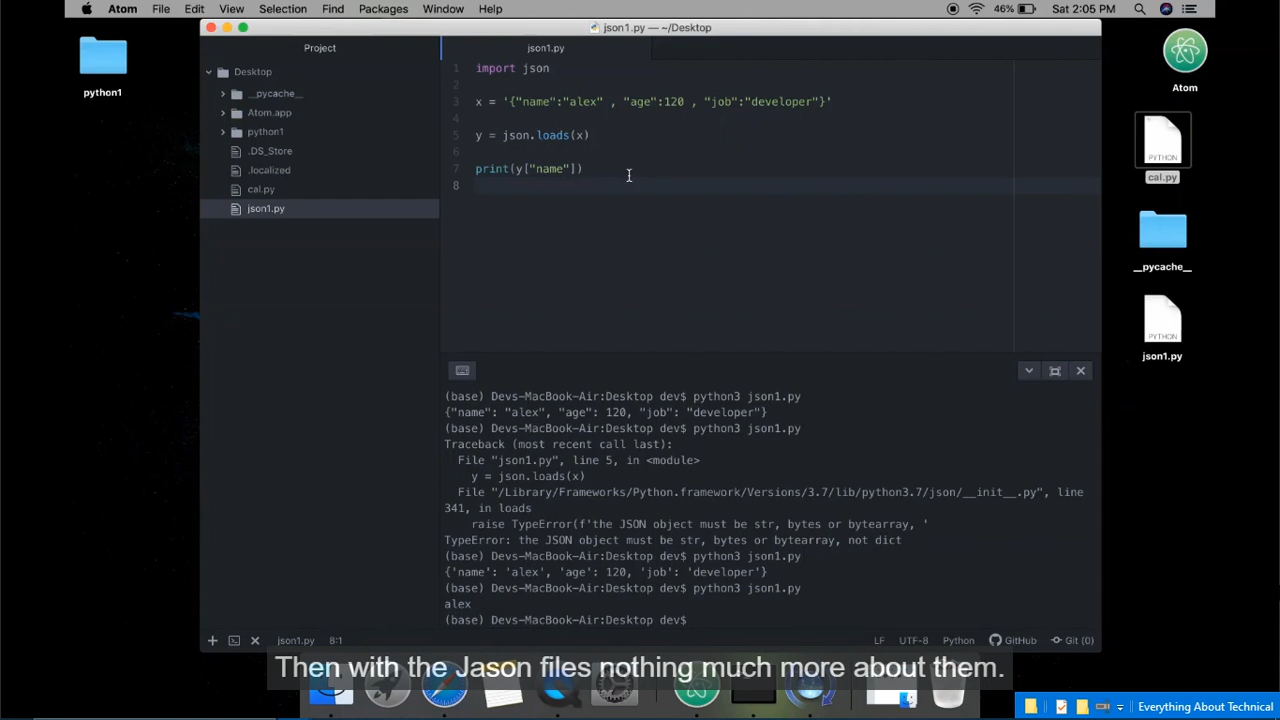 Atom File Edit View Selection Find Packages Window Help
46% Sat 2:05 PM
json1.py — ~/Desktop
Project
json1.py
Desktop
__pycache__
Atom.app
python1
.DS_Store
.localized
cal.py
json1.py
1 import json
2
3 x = '{"name":"alex" , "age":120 , "job":"developer"}'
4
5 y = json.loads(x)
6
7 print(y["name"])
8
(base) Devs-MacBook-Air:Desktop dev$ python3 json1.py
{"name": "alex", "age": 120, "job": "developer"}
(base) Devs-MacBook-Air:Desktop dev$ python3 json1.py
Traceback (most recent call last):
File "json1.py", line 5, in <module>
y = json.loads(x)
File "/Library/Frameworks/Python.framework/Versions/3.7/lib/python3.7/json/__init__.py", line
341, in loads
raise TypeError(f'the JSON object must be str, bytes or bytearray, '
TypeError: the JSON object must be str, bytes or bytearray, not dict
(base) Devs-MacBook-Air:Desktop dev$ python3 json1.py
{'name': 'alex', 'age': 120, 'job': 'developer'}
(base) Devs-MacBook-Air:Desktop dev$ python3 json1.py
alex
(base) Devs-MacBook-Air:Desktop dev$
json1.py 8:1
LF UTF-8 Python GitHub Git (0)
python1
Atom
PYTHON
cal.py
__pycache__
PYTHON
json1.py
Then with the Jason files nothing much more about them.
Everything About Technical